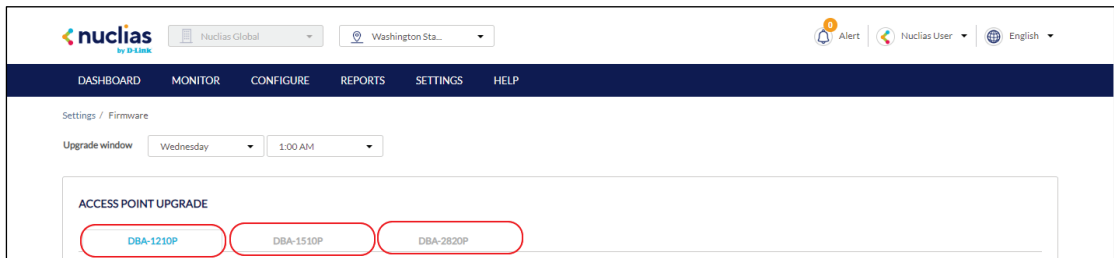 nuclias
by D-Link
Nuclias Global
Washington Sta...
0
Alert
Nuclias User
English
DASHBOARD MONITOR CONFIGURE REPORTS SETTINGS HELP
Settings / Firmware
Upgrade window Wednesday 1:00 AM
ACCESS POINT UPGRADE
DBA-1210P DBA-1510P DBA-2820P